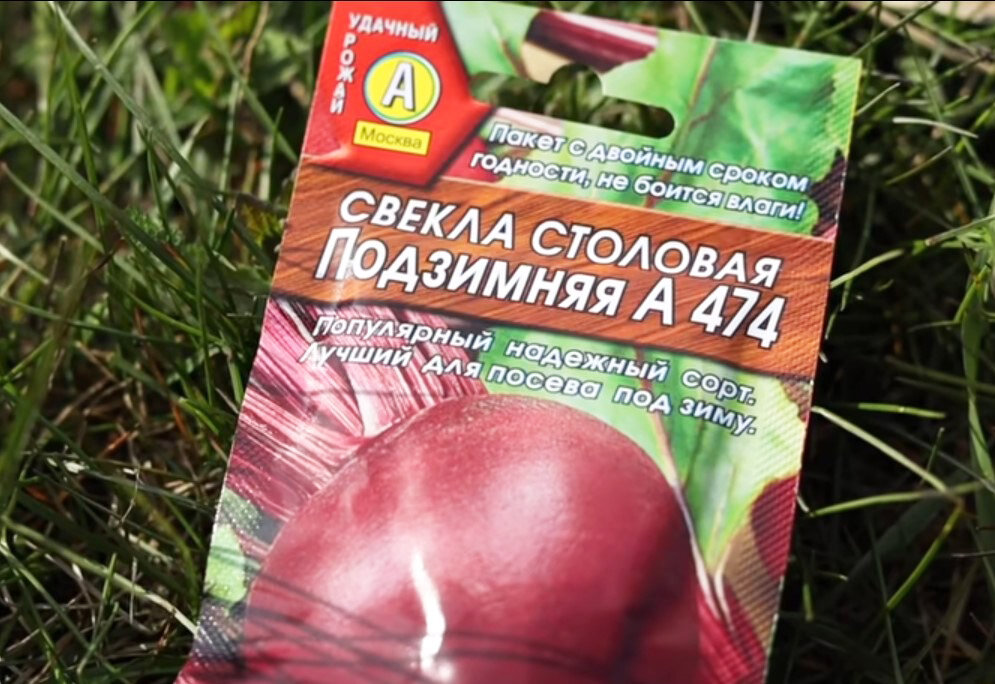 УДАЧНЫЙ
УРОЖАЙ
А
Москва
Пакет с двойным сроком
годности, не боится влаги!
СВЕКЛА СТОЛОВАЯ
Подзимняя А 474
Популярный надежный сорт.
Лучший для посева под зиму.